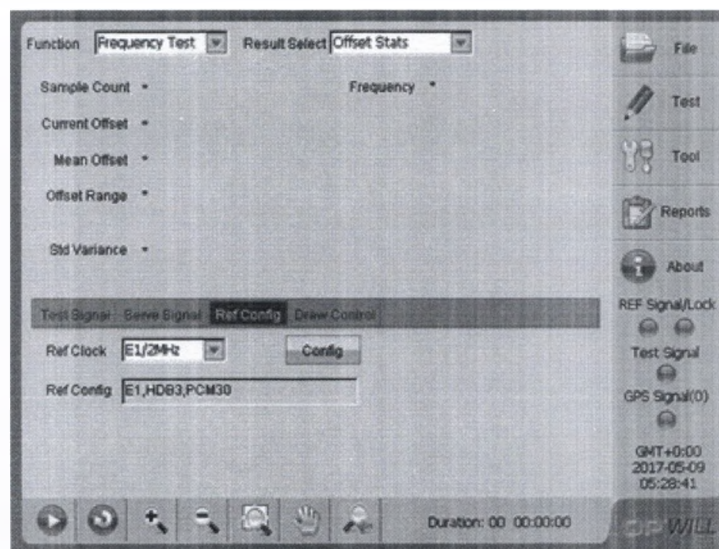 Function Frequency Test Result Select Offset Stats
Sample Count * Frequency *
Current Offset *
Mean Offset *
Offset Range *
Std Variance *
Test Signal Serve Signal Ref Config Draw Control
Ref Clock E1/2MHz Config
Ref Config E1,HDB3,PCM30
Duration: 00 00:00:00
File
Test
Tool
Reports
About
REF Signal/Lock
Test Signal
GPS Signal(0)
GMT+0:00
2017-05-09
05:28:41
OPWILL